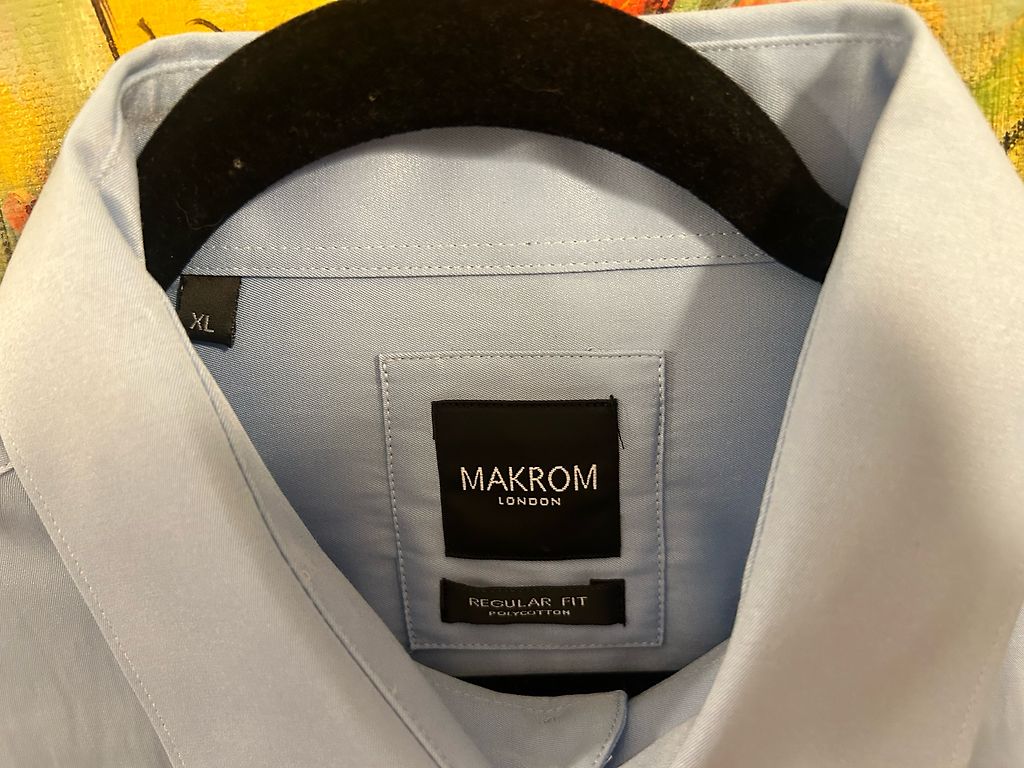 XL
MAKROM
LONDON
REGULAR FIT
POLYCOTTON